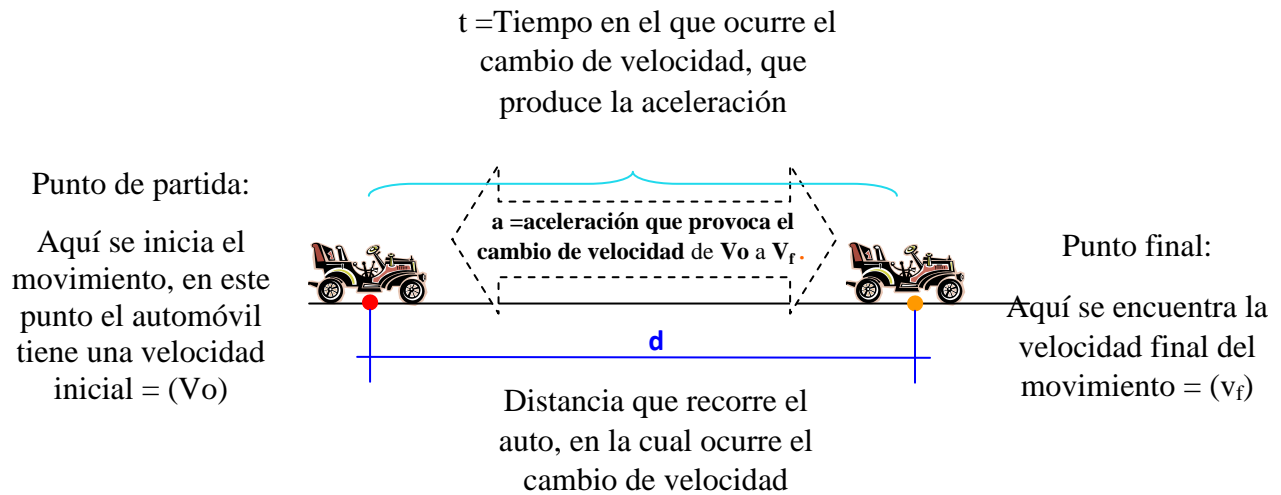 t =Tiempo en el que ocurre el
cambio de velocidad, que
produce la aceleración
Punto de partida:
Aquí se inicia el
movimiento, en este
punto el automóvil
tiene una velocidad
inicial = (Vo)
a =aceleración que provoca el
cambio de velocidad de Vo a Vf .
Punto final:
Aquí se encuentra la
velocidad final del
movimiento = (vf)
d
Distancia que recorre el
auto, en la cual ocurre el
cambio de velocidad